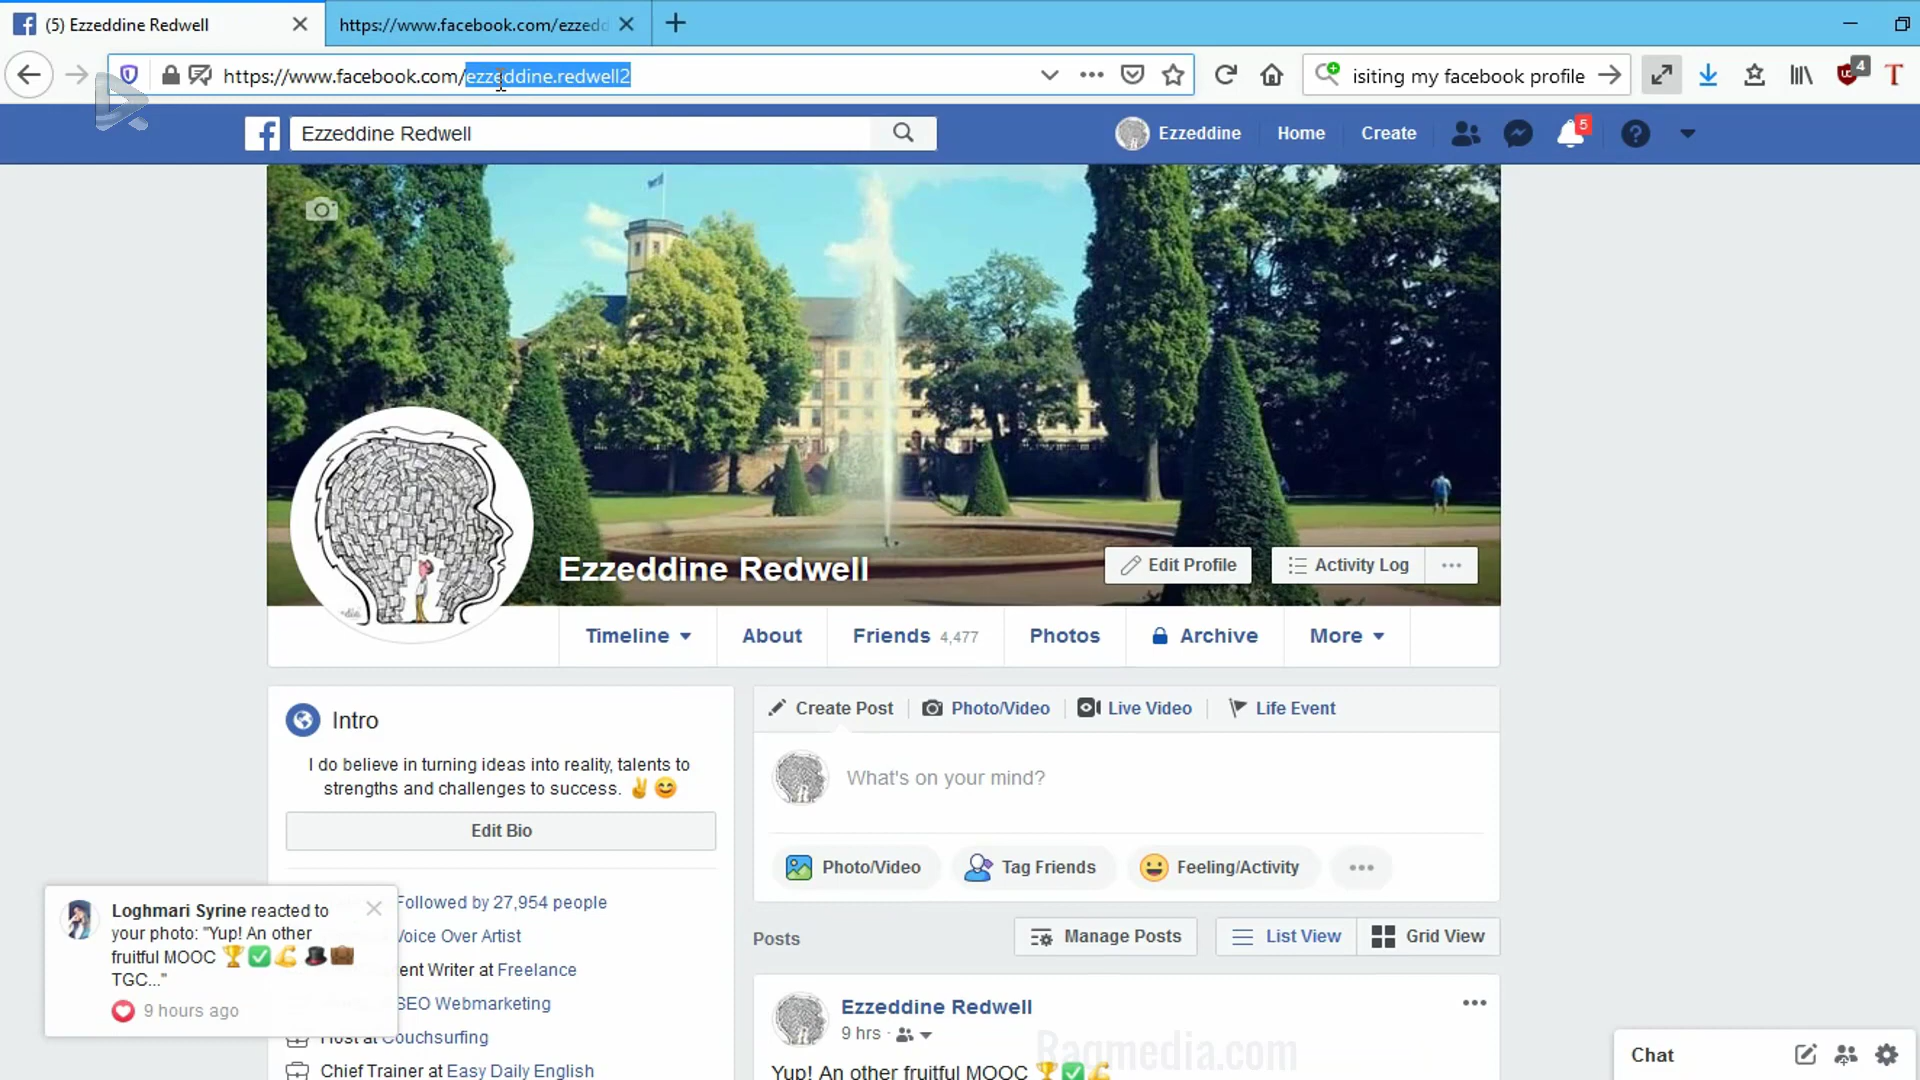 (5) Ezzeddine Redwell
https://www.facebook.com/ezzedd
https://www.facebook.com/ezzeddine.redwell2
isiting my facebook profile
4
T
Ezzeddine Redwell
Ezzeddine
Home
Create
5
Ezzeddine Redwell
Edit Profile
Activity Log
Timeline
About
Friends 4,477
Photos
Archive
More
Intro
I do believe in turning ideas into reality, talents to
strengths and challenges to success. ✌😊
Edit Bio
Followed by 27,954 people
Voice Over Artist
ent Writer at Freelance
SEO Webmarketing
Host at Couchsurfing
Chief Trainer at Easy Daily English
Loghmari Syrine reacted to
your photo: "Yup! An other
fruitful MOOC 🏆✅💪🎩💼
TGC..."
9 hours ago
Create Post
Photo/Video
Live Video
Life Event
What's on your mind?
Photo/Video
Tag Friends
Feeling/Activity
Posts
Manage Posts
List View
Grid View
Ezzeddine Redwell
9 hrs ·
Yup! An other fruitful MOOC 🏆✅💪
Raqmedia.com
Chat